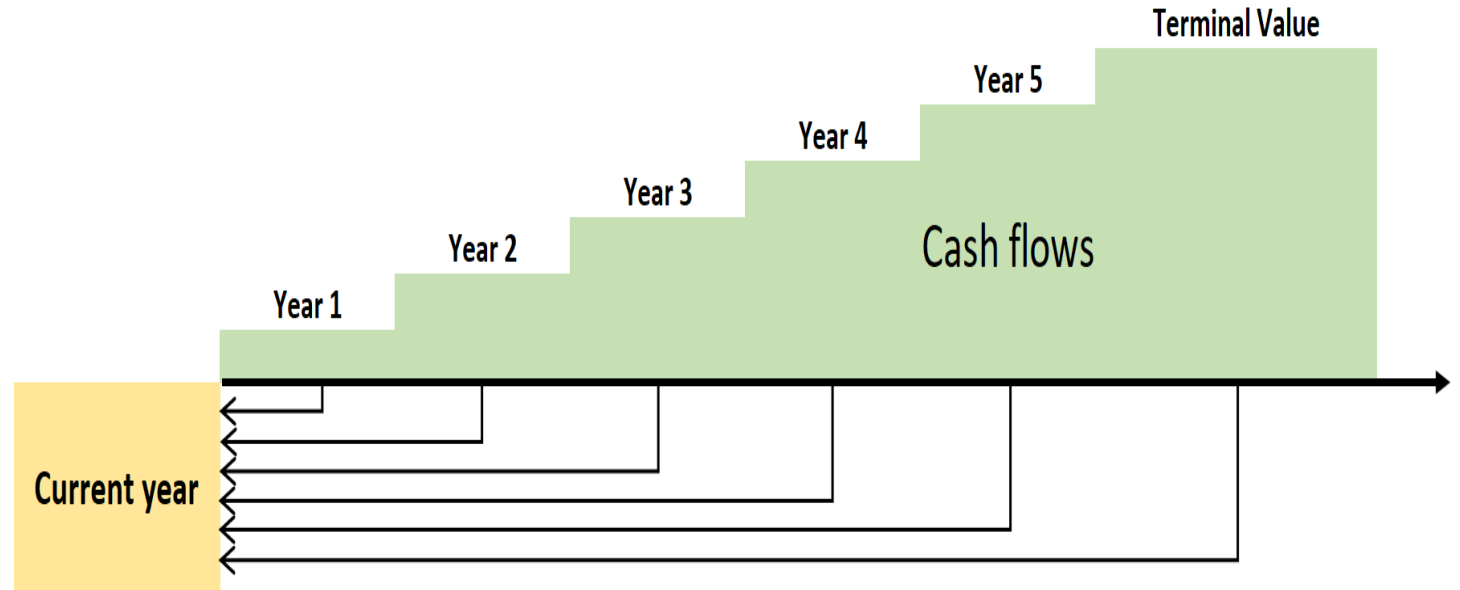 Terminal Value
Year 5
Year 4
Year 3
Year 2
Year 1
Cash flows
Current year